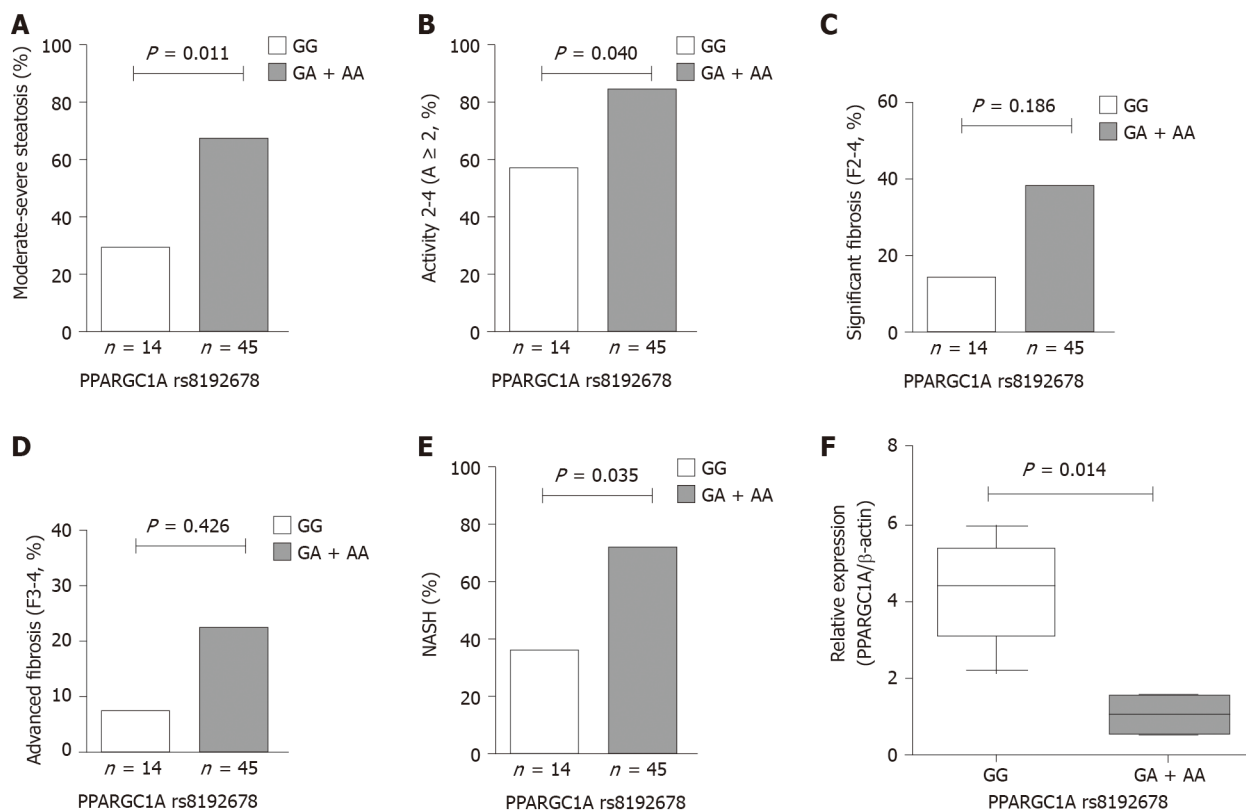 A
Moderate-severe steatosis (%)
100
80
60
40
20
0
P = 0.011
GG
GA + AA
n = 14
n = 45
PPARGC1A rs8192678
B
Activity 2-4 (A ≥ 2, %)
100
80
60
40
20
0
P = 0.040
GG
GA + AA
n = 14
n = 45
PPARGC1A rs8192678
C
Significant fibrosis (F2-4, %)
60
40
20
0
P = 0.186
GG
GA + AA
n = 14
n = 45
PPARGC1A rs8192678
D
Advanced fibrosis (F3-4, %)
40
30
20
10
0
P = 0.426
GG
GA + AA
n = 14
n = 45
PPARGC1A rs8192678
E
NASH (%)
100
80
60
40
20
0
P = 0.035
GG
GA + AA
n = 14
n = 45
PPARGC1A rs8192678
F
Relative expression
(PPARGC1A/β-actin)
8
6
4
2
0
P = 0.014
GG
GA + AA
PPARGC1A rs8192678